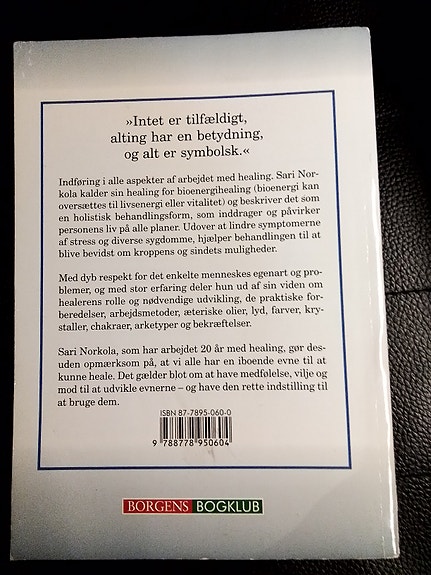 »Intet er tilfældigt,
alting har en betydning,
og alt er symbolsk.«
Indføring i alle aspekter af arbejdet med healing. Sari Nor-
kola kalder sin healing for bioenergihealing (bioenergi kan
oversættes til livsenergi eller vitalitet) og beskriver det som
en holistisk behandlingsform, som inddrager og påvirker
personens liv på alle planer. Udover at lindre symptomerne
af stress og diverse sygdomme, hjælper behandlingen til at
blive bevidst om kroppens og sindets muligheder.
Med dyb respekt for det enkelte menneskes egenart og pro-
blemer, og med stor erfaring deler hun ud af sin viden om
healerens rolle og nødvendige udvikling, de praktiske for-
beredelser, arbejdsmetoder, æteriske olier, lyd, farver, kry-
staller, chakraer, arketyper og bekræftelser.
Sari Norkola, som har arbejdet 20 år med healing, gør des-
uden opmærksom på, at vi alle har en iboende evne til at
kunne heale. Det gælder blot om at have medfølelse, vilje og
mod til at udvikle evnerne – og have den rette indstilling til
at bruge dem.
ISBN 87-7895-060-0
9 788778 950604
BORGENS BOGKLUB